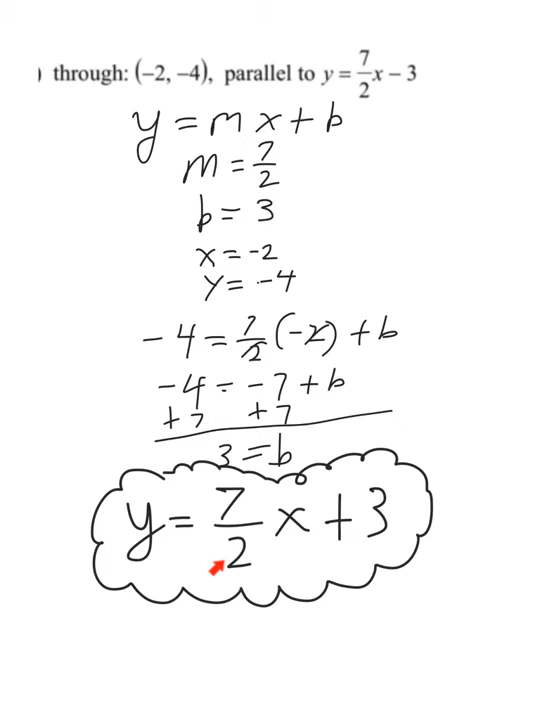 ) through: (−2, −4), parallel to y = 7/2 x − 3
y = mx + b
m = 7/2
b = 3
x = -2
y = -4
-4 = 7/2 (-2) + b
-4 = -7 + b
+7 +7
3 = b
y = 7/2 x + 3